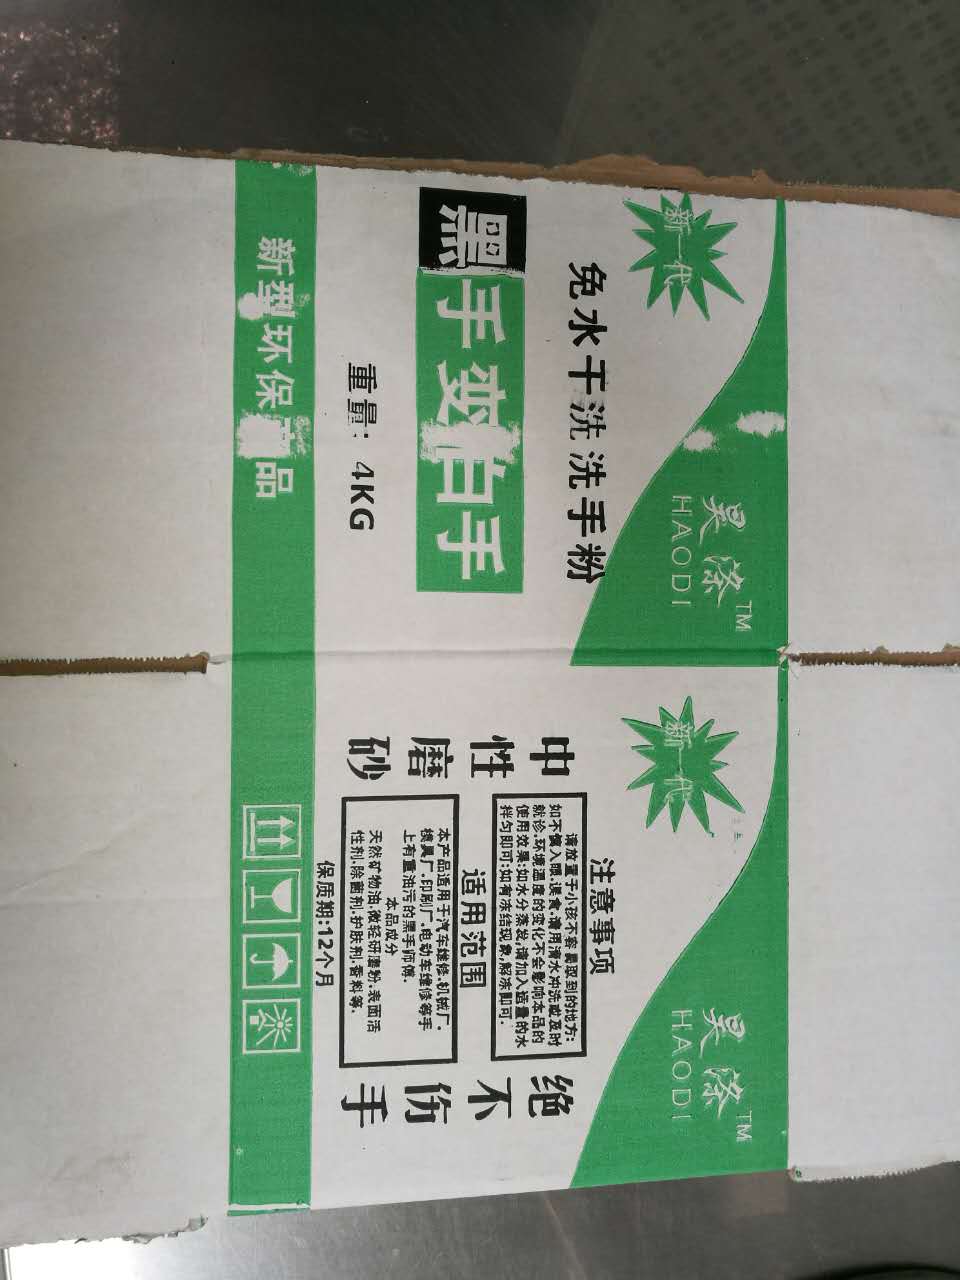 新一代
昊涤™
HAODI
免水干洗洗手粉
黑手变白手
重量: 4KG
新型环保产品
新一代
昊涤™
HAODI
中性磨砂
注意事项
请放置于小孩不容易取到的地方:
如不慎入眼.误食.请用清水冲洗或及时
就诊.环境温度的变化不会影响本品的
使用效果:如水分蒸发,请加入适量的水
拌匀即可:如有冻结现象,解冻即可.
适用范围
本产品适用于汽车维修.机械厂.
模具厂.印刷厂.电动车维修等手
上有重油污的黑手师傅.
本品成分
天然矿物油.微轻研磨粉.表面活
性剂.除菌剂.护肤剂.香料等.
绝不伤手
保质期:12个月